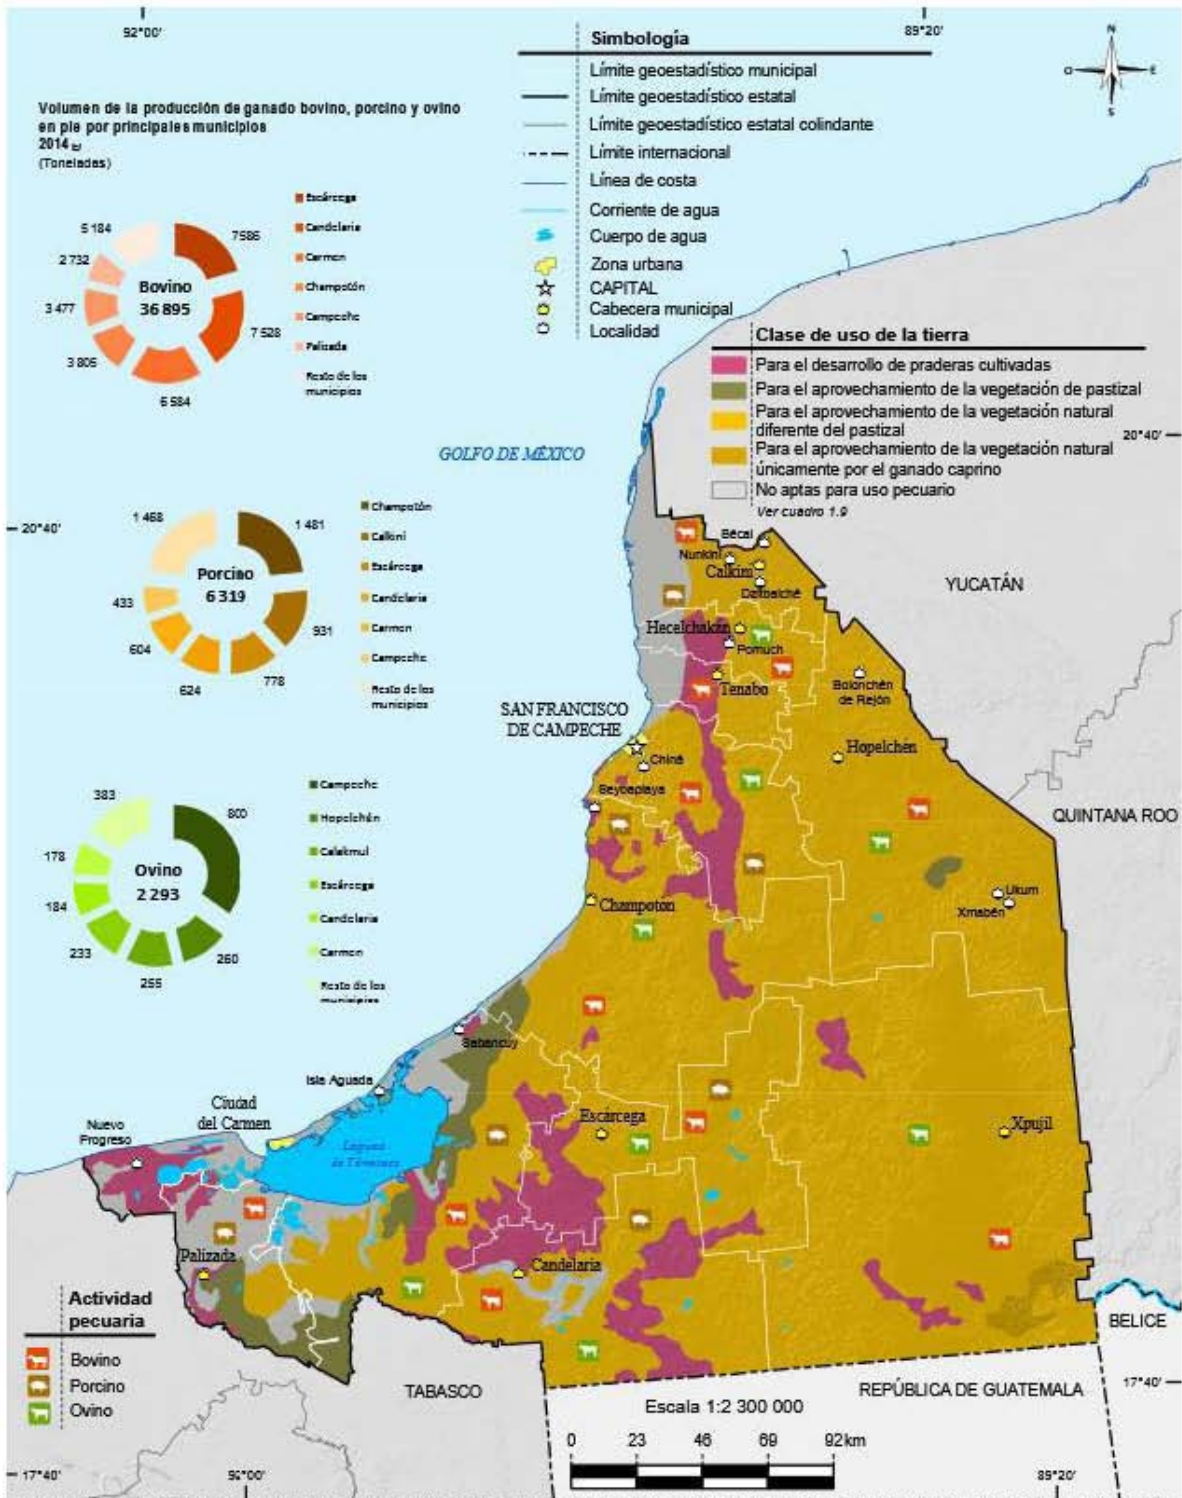 92°00'
89°20'
N
O
E
S
Volumen de la producción de ganado bovino, porcino y ovino
en pie por principales municipios
2014
(Toneladas)
Simbología
Límite geoestadístico municipal
Límite geoestadístico estatal
Límite geoestadístico estatal colindante
Límite internacional
Línea de costa
Corriente de agua
Cuerpo de agua
Zona urbana
CAPITAL
Cabecera municipal
Localidad
Bovino
36 895
7586
7 528
6 584
3 805
3 477
2 732
5 184
Escárcega
Candelaria
Carmen
Champotón
Campeche
Palizada
Resto de los
municipios
Clase de uso de la tierra
Para el desarrollo de praderas cultivadas
Para el aprovechamiento de la vegetación de pastizal
Para el aprovechamiento de la vegetación natural
diferente del pastizal
Para el aprovechamiento de la vegetación natural
únicamente por el ganado caprino
No aptas para uso pecuario
Ver cuadro 1.9
20°40'
GOLFO DE MÉXICO
20°40'
Porcino
6 319
1 481
931
778
624
604
433
1 468
Champotón
Calkiní
Escárcega
Candelaria
Carmen
Campeche
Resto de los
municipios
Ovino
2 293
800
260
255
233
184
178
383
Campeche
Hopelchén
Calakmul
Escárcega
Candelaria
Carmen
Resto de los
municipios
Bécal
Nunkiní
Calkiní
Dzitbalché
YUCATÁN
Hecelchakán
Pomuch
Tenabo
Bolonchén
de Rejón
SAN FRANCISCO
DE CAMPECHE
Chiná
Hopelchén
Seybaplaya
QUINTANA ROO
Champotón
Ukum
Xmabén
Sabancuy
Isla Aguada
Ciudad
del Carmen
Escárcega
Xpujil
Nuevo
Progreso
Laguna
de Términos
Palizada
Candelaria
Actividad
pecuaria
Bovino
Porcino
Ovino
BELICE
TABASCO
REPÚBLICA DE GUATEMALA
17°40'
Escala 1:2 300 000
0 23 46 69 92 km
17°40'
92°00'
89°20'